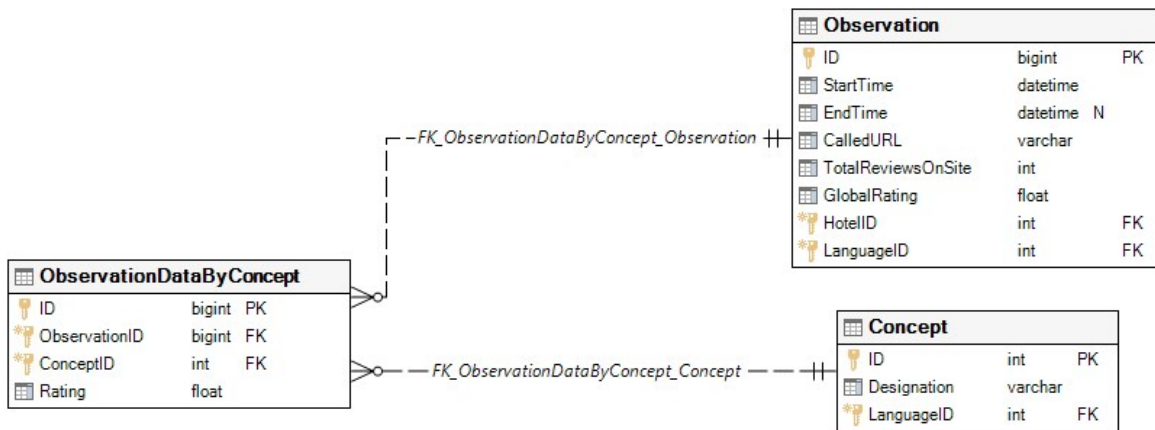 Observation
ID bigint PK
StartTime datetime
EndTime datetime N
CalledURL varchar
TotalReviewsOnSite int
GlobalRating float
HotelID int FK
LanguageID int FK
FK_ObservationDataByConcept_Observation
ObservationDataByConcept
ID bigint PK
ObservationID bigint FK
ConceptID int FK
Rating float
FK_ObservationDataByConcept_Concept
Concept
ID int PK
Designation varchar
LanguageID int FK